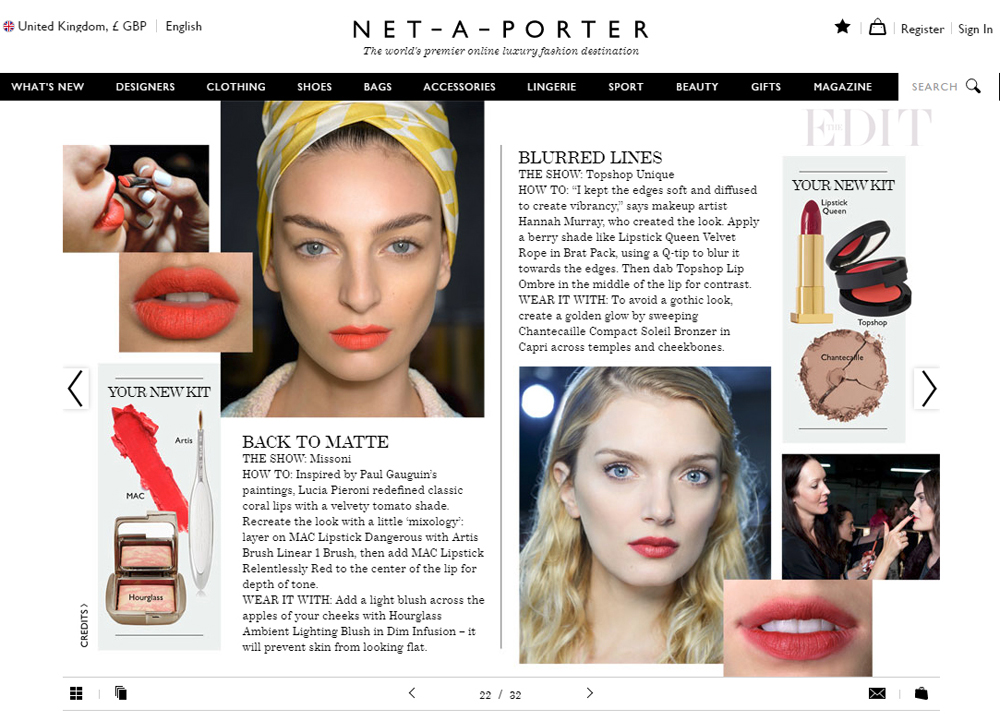 United Kingdom, £ GBP
English
NET-A-PORTER
The world's premier online luxury fashion destination
Register
Sign In
WHAT'S NEW
DESIGNERS
CLOTHING
SHOES
BAGS
ACCESSORIES
LINGERIE
SPORT
BEAUTY
GIFTS
MAGAZINE
SEARCH
THE
EDIT
YOUR NEW KIT
Artis
MAC
Hourglass
CREDITS
BACK TO MATTE
THE SHOW: Missoni
HOW TO: Inspired by Paul Gauguin's
paintings, Lucia Pieroni redefined classic
coral lips with a velvety tomato shade.
Recreate the look with a little 'mixology':
layer on MAC Lipstick Dangerous with Artis
Brush Linear 1 Brush, then add MAC Lipstick
Relentlessly Red to the center of the lip for
depth of tone.
WEAR IT WITH: Add a light blush across the
apples of your cheeks with Hourglass
Ambient Lighting Blush in Dim Infusion – it
will prevent skin from looking flat.
BLURRED LINES
THE SHOW: Topshop Unique
HOW TO: “I kept the edges soft and diffused
to create vibrancy,” says makeup artist
Hannah Murray, who created the look. Apply
a berry shade like Lipstick Queen Velvet
Rope in Brat Pack, using a Q-tip to blur it
towards the edges. Then dab Topshop Lip
Ombre in the middle of the lip for contrast.
WEAR IT WITH: To avoid a gothic look,
create a golden glow by sweeping
Chantecaille Compact Soleil Bronzer in
Capri across temples and cheekbones.
YOUR NEW KIT
Lipstick
Queen
Topshop
Chantecaille
22 / 32